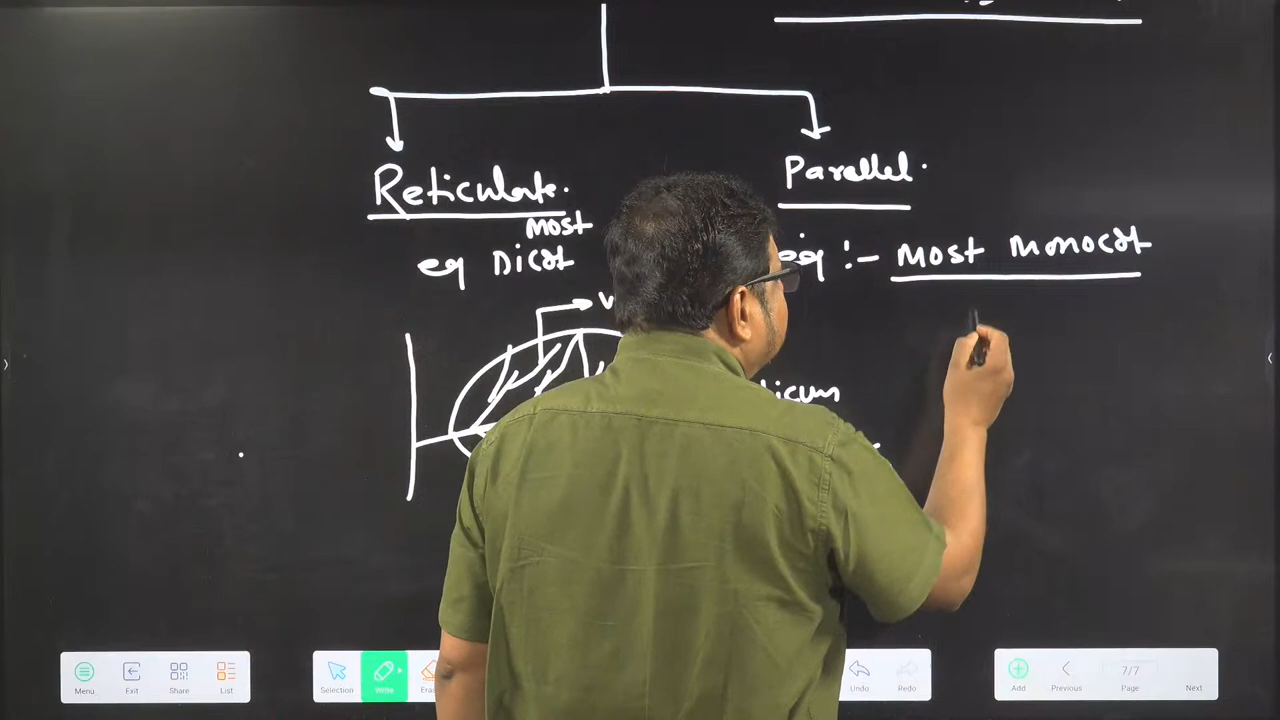 Reticulate.
Parallel.
most
eg Dicot
eg :- Most Monocot
Menu
Exit
Share
List
Selection
Write
Undo
Redo
Add
Previous
7/7
Page
Next